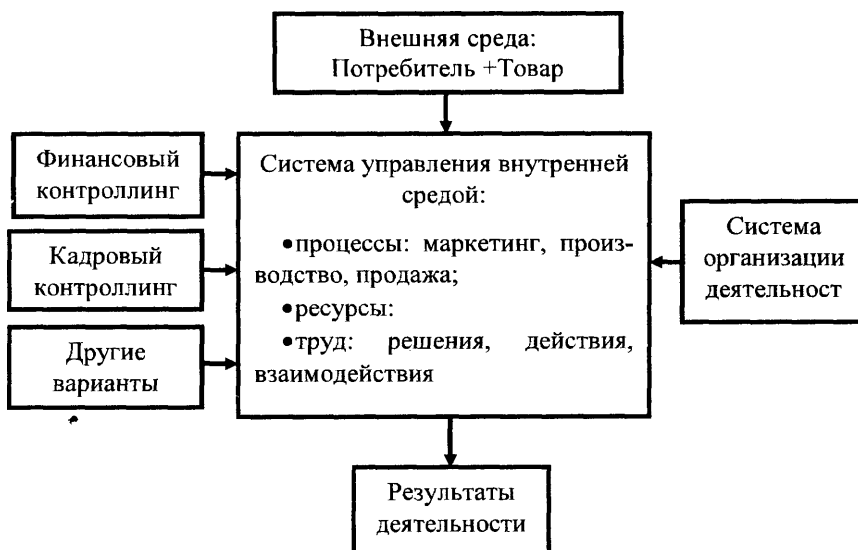 Внешняя среда:
Потребитель +Товар
Финансовый
контроллинг
Кадровый
контроллинг
Другие
варианты
Система управления внутренней
средой:
•процессы: маркетинг, произ-
водство, продажа;
•ресурсы:
•труд: решения, действия,
взаимодействия
Система
организации
деятельност
Результаты
деятельности